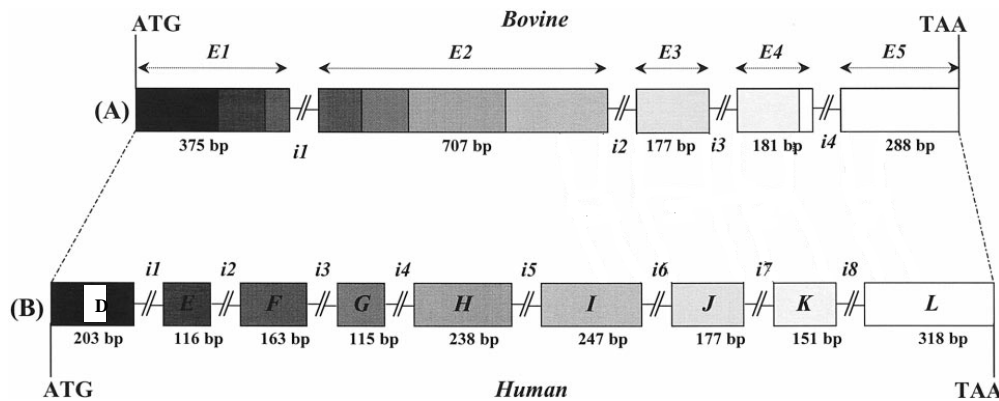 ATG Bovine TAA
E1 E2 E3 E4 E5
(A)
375 bp i1 707 bp i2 177 bp i3 181 bp i4 288 bp
i1 i2 i3 i4 i5 i6 i7 i8
(B) D E F G H I J K L
203 bp 116 bp 163 bp 115 bp 238 bp 247 bp 177 bp 151 bp 318 bp
ATG Human TAA